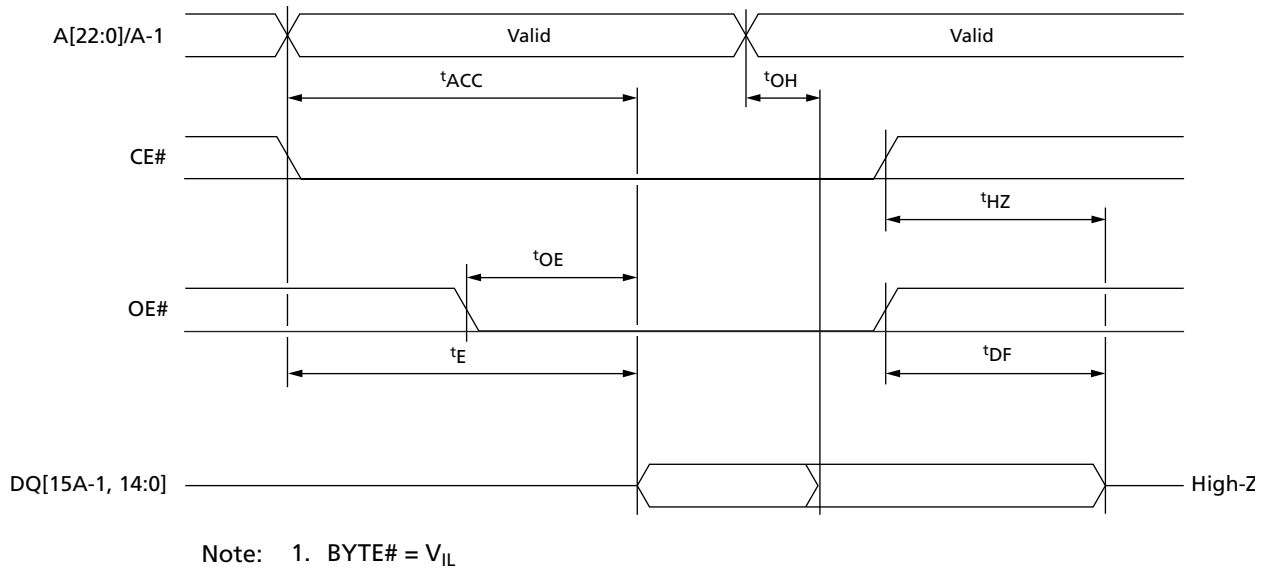 A[22:0]/A-1
Valid
Valid
tACC
tOH
CE#
tHZ
tOE
OE#
tE
tDF
DQ[15A-1, 14:0]
High-Z
Note: 1. BYTE# = VIL